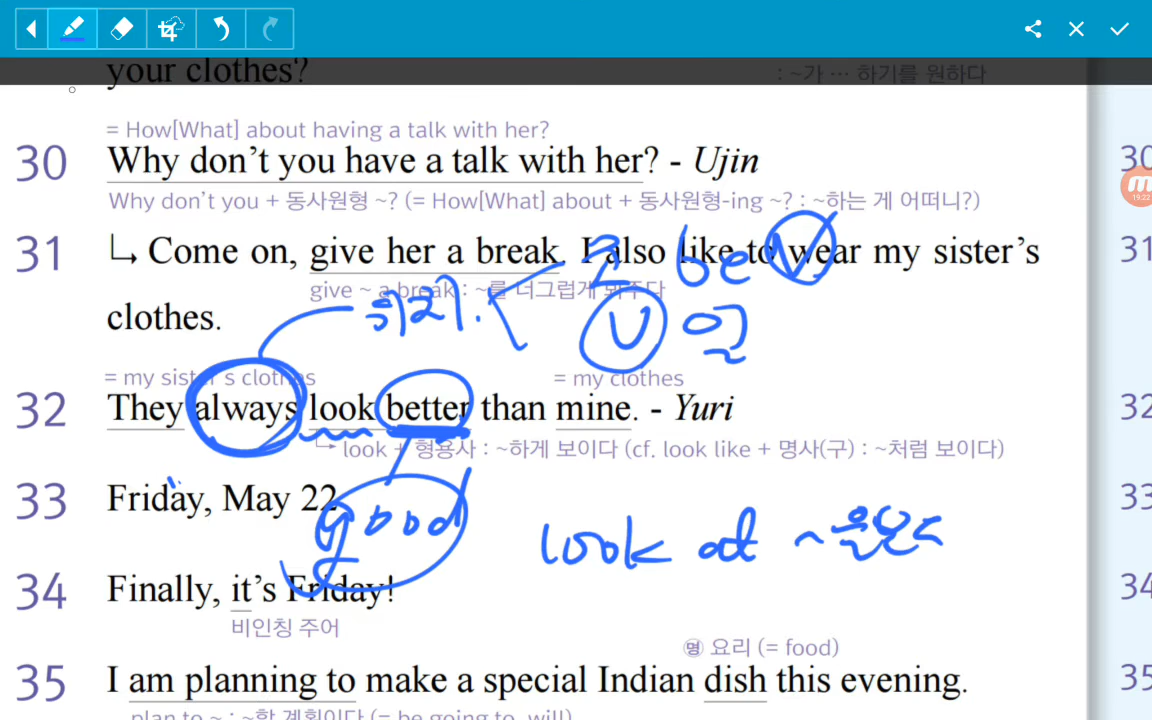 your clothes?
: ~가 … 하기를 원하다
= How[What] about having a talk with her?
30 Why don't you have a talk with her? - Ujin 30
Why don't you + 동사원형 ~? (= How[What] about + 동사원형-ing ~? : ~하는 게 어떠니?)
19:22
31 ↳ Come on, give her a break. I also like to wear my sister's 31
조 be V
give ~ a break : ~를 너그럽게 봐주다
clothes.
V 일
= my sister's clothes = my clothes
32 They always look better than mine. - Yuri 32
look + 형용사 : ~하게 보이다 (cf. look like + 명사(구) : ~처럼 보이다)
33 Friday, May 22 33
good
look at ~을 본다
34 Finally, it's Friday! 34
비인칭 주어
명 요리 (= food)
35 I am planning to make a special Indian dish this evening. 35
plan to ~ : ~할 계획이다 (= be going to, will)